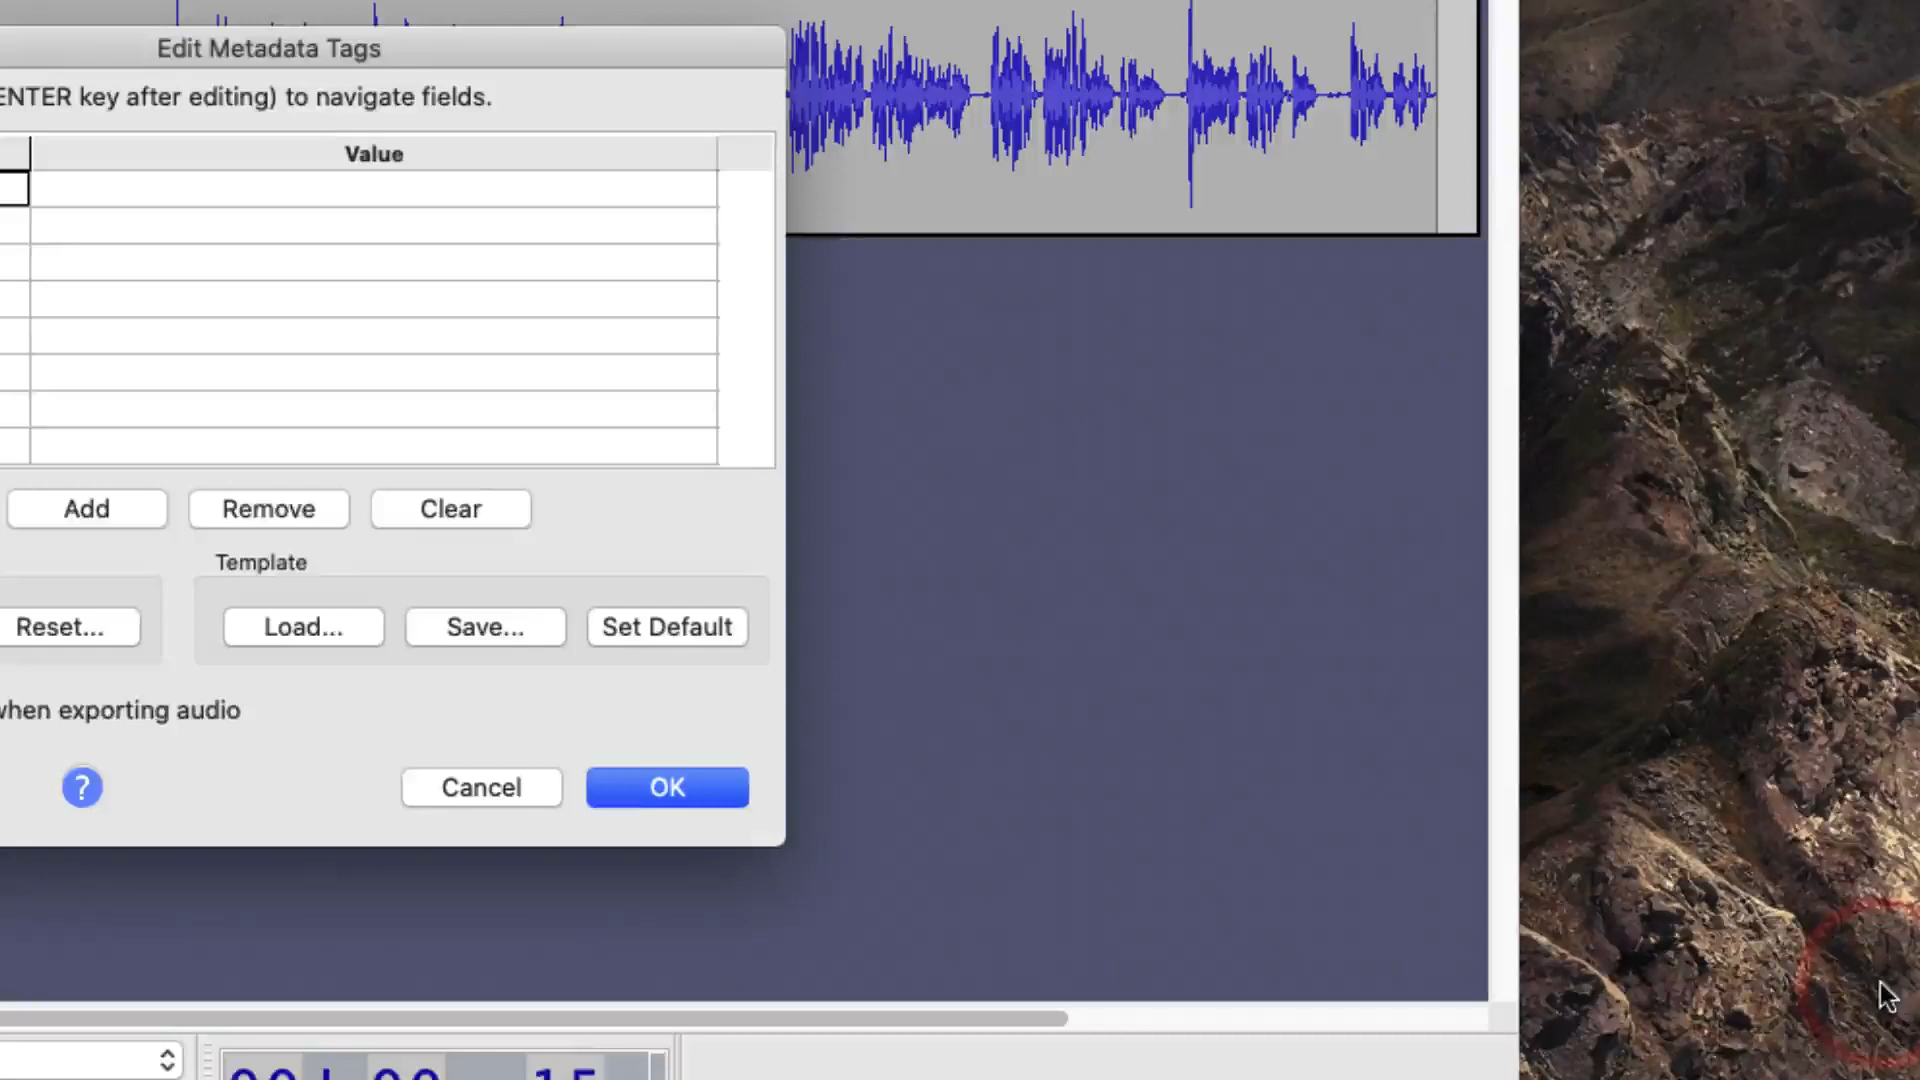 Edit Metadata Tags
ENTER key after editing) to navigate fields.
Value
Add Remove Clear
Template
Reset... Load... Save... Set Default
when exporting audio
? Cancel OK